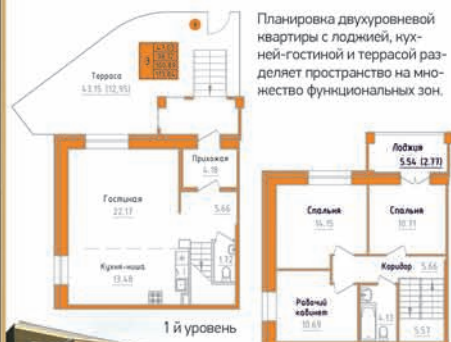 Планировка двухуровневой
квартиры с лоджией, кух-
ней-гостиной и террасой раз-
деляет пространство на мно-
жество функциональных зон.
Терраса
43.15 (12,95)
3
Прихожая
4.18
Гостиная
22.17
5.66
1.72
Кухня-ниша
13.48
1 й уровень
Лоджия
5.54 (2.77)
Спальня
14.15
Спальня
10.71
Коридор
5.66
Рабочий
кабинет
10.69
4.13
5.57